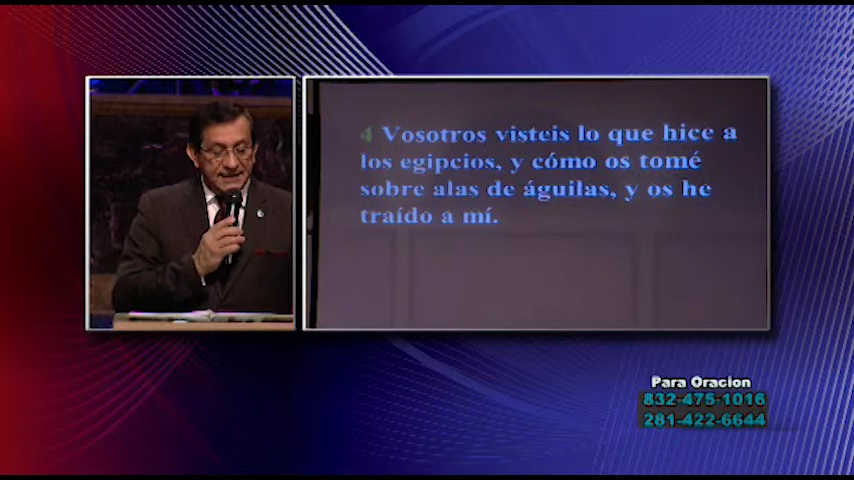 4 Vosotros visteis lo que hice a
los egipcios, y cómo os tomé
sobre alas de águilas, y os he
traído a mí.
Para Oracion
832-475-1016
281-422-6644